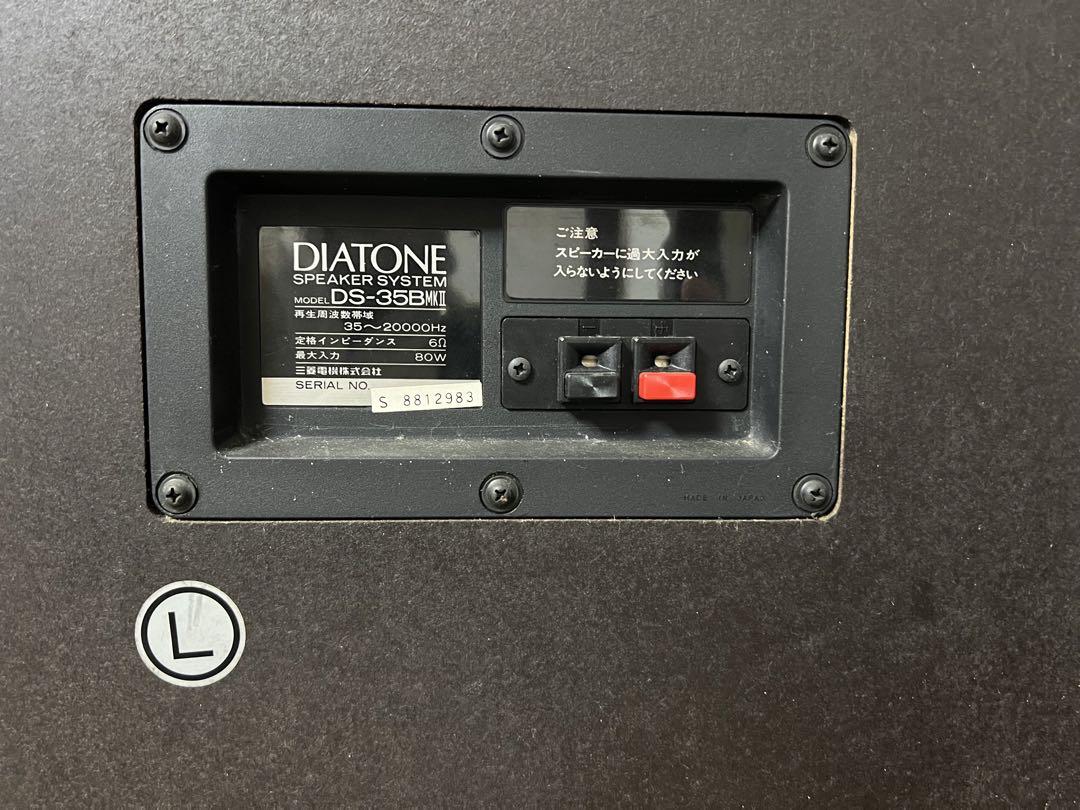 DIATONE
SPEAKER SYSTEM
MODEL DS-35BMKII
再生周波数帯域
35〜20000Hz
定格インピーダンス 6Ω
最大入力 80W
三菱電機株式会社
SERIAL NO.
S 8812983
ご注意
スピーカーに過大入力が
入らないようにしてください
− +
MADE IN JAPAN
L